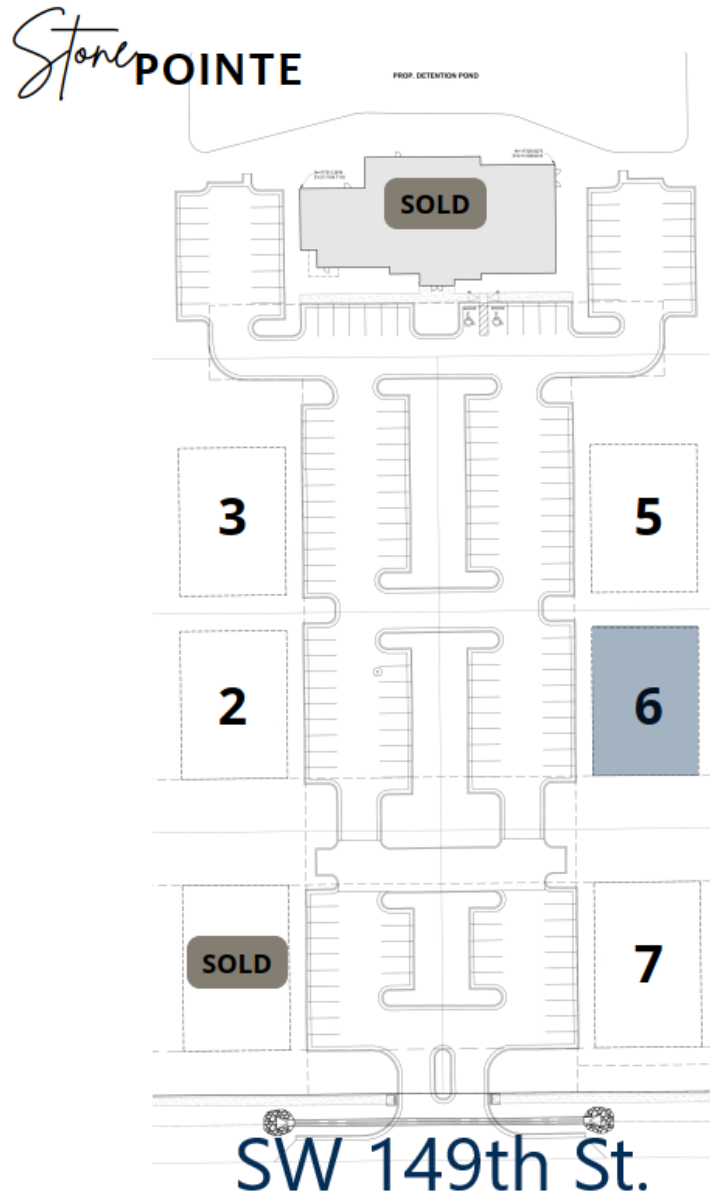 Stone POINTE
PROP. DETENTION POND
SOLD
3
5
2
6
SOLD
7
SW 149th St.